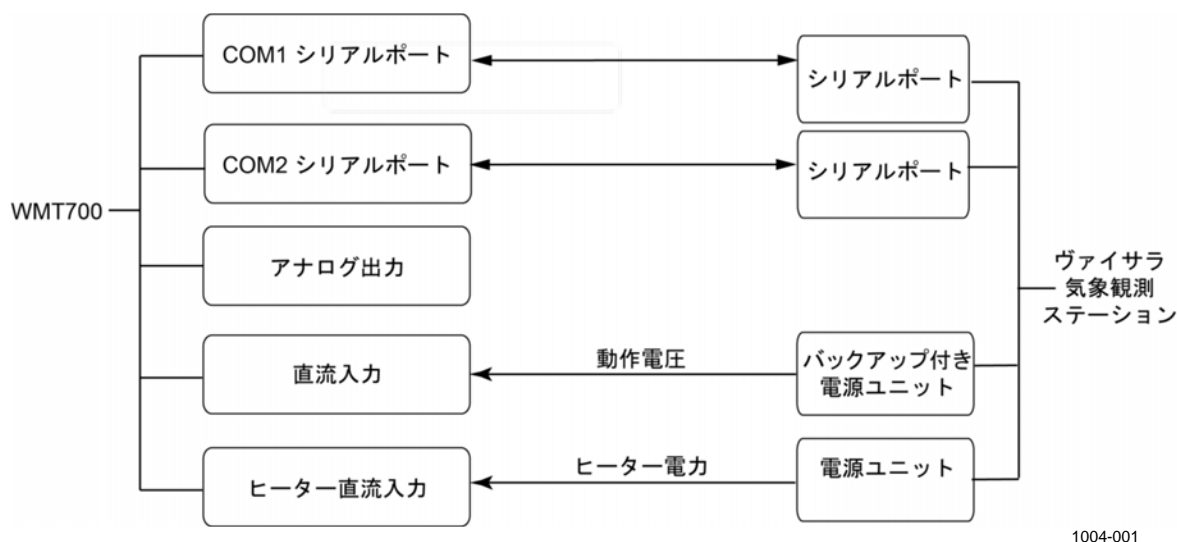 COM1 シリアルポート
シリアルポート
COM2 シリアルポート
シリアルポート
WMT700
アナログ出力
ヴァイサラ
気象観測
ステーション
直流入力
動作電圧
バックアップ付き
電源ユニット
ヒーター直流入力
ヒーター電力
電源ユニット
1004-001